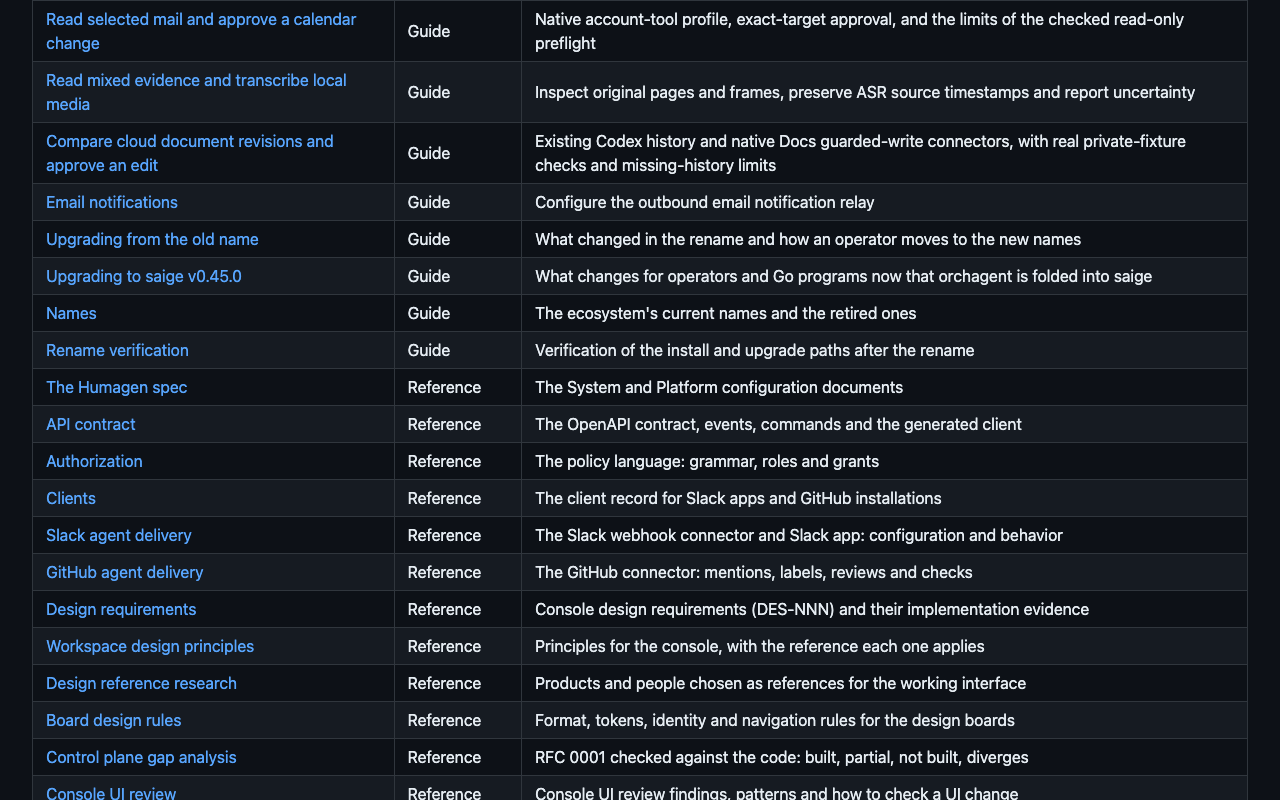 Read selected mail and approve a calendar change
Guide
Native account-tool profile, exact-target approval, and the limits of the checked read-only preflight
Read mixed evidence and transcribe local media
Guide
Inspect original pages and frames, preserve ASR source timestamps and report uncertainty
Compare cloud document revisions and approve an edit
Guide
Existing Codex history and native Docs guarded-write connectors, with real private-fixture checks and missing-history limits
Email notifications
Guide
Configure the outbound email notification relay
Upgrading from the old name
Guide
What changed in the rename and how an operator moves to the new names
Upgrading to saige v0.45.0
Guide
What changes for operators and Go programs now that orchagent is folded into saige
Names
Guide
The ecosystem's current names and the retired ones
Rename verification
Guide
Verification of the install and upgrade paths after the rename
The Humagen spec
Reference
The System and Platform configuration documents
API contract
Reference
The OpenAPI contract, events, commands and the generated client
Authorization
Reference
The policy language: grammar, roles and grants
Clients
Reference
The client record for Slack apps and GitHub installations
Slack agent delivery
Reference
The Slack webhook connector and Slack app: configuration and behavior
GitHub agent delivery
Reference
The GitHub connector: mentions, labels, reviews and checks
Design requirements
Reference
Console design requirements (DES-NNN) and their implementation evidence
Workspace design principles
Reference
Principles for the console, with the reference each one applies
Design reference research
Reference
Products and people chosen as references for the working interface
Board design rules
Reference
Format, tokens, identity and navigation rules for the design boards
Control plane gap analysis
Reference
RFC 0001 checked against the code: built, partial, not built, diverges
Console UI review
Reference
Console UI review findings, patterns and how to check a UI change